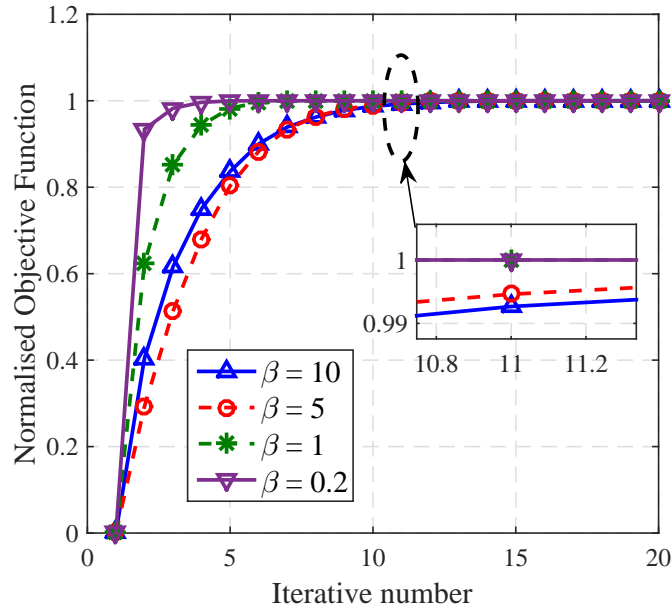 1.2
1
0.8
0.6
0.4
0.2
0
Normalised Objective Function
1
0.99
10.8 11 11.2
β = 10
β = 5
β = 1
β = 0.2
0 5 10 15 20
Iterative number